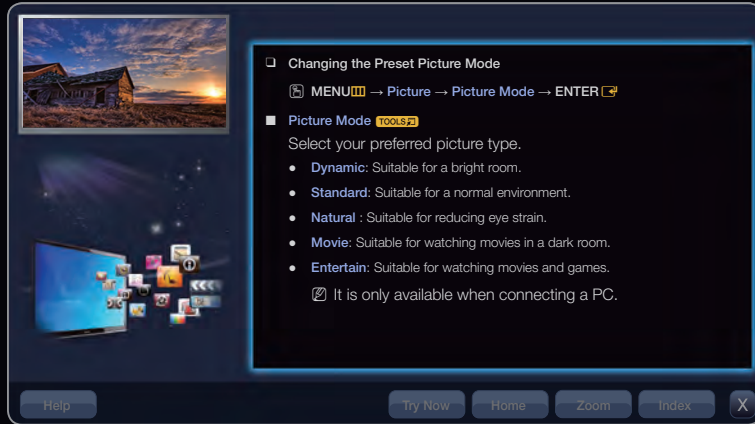 ❑ Changing the Preset Picture Mode
MENU → Picture → Picture Mode → ENTER
■ Picture Mode TOOLS
Select your preferred picture type.
● Dynamic: Suitable for a bright room.
● Standard: Suitable for a normal environment.
● Natural : Suitable for reducing eye strain.
● Movie: Suitable for watching movies in a dark room.
● Entertain: Suitable for watching movies and games.
It is only available when connecting a PC.
Help Try Now Home Zoom Index X